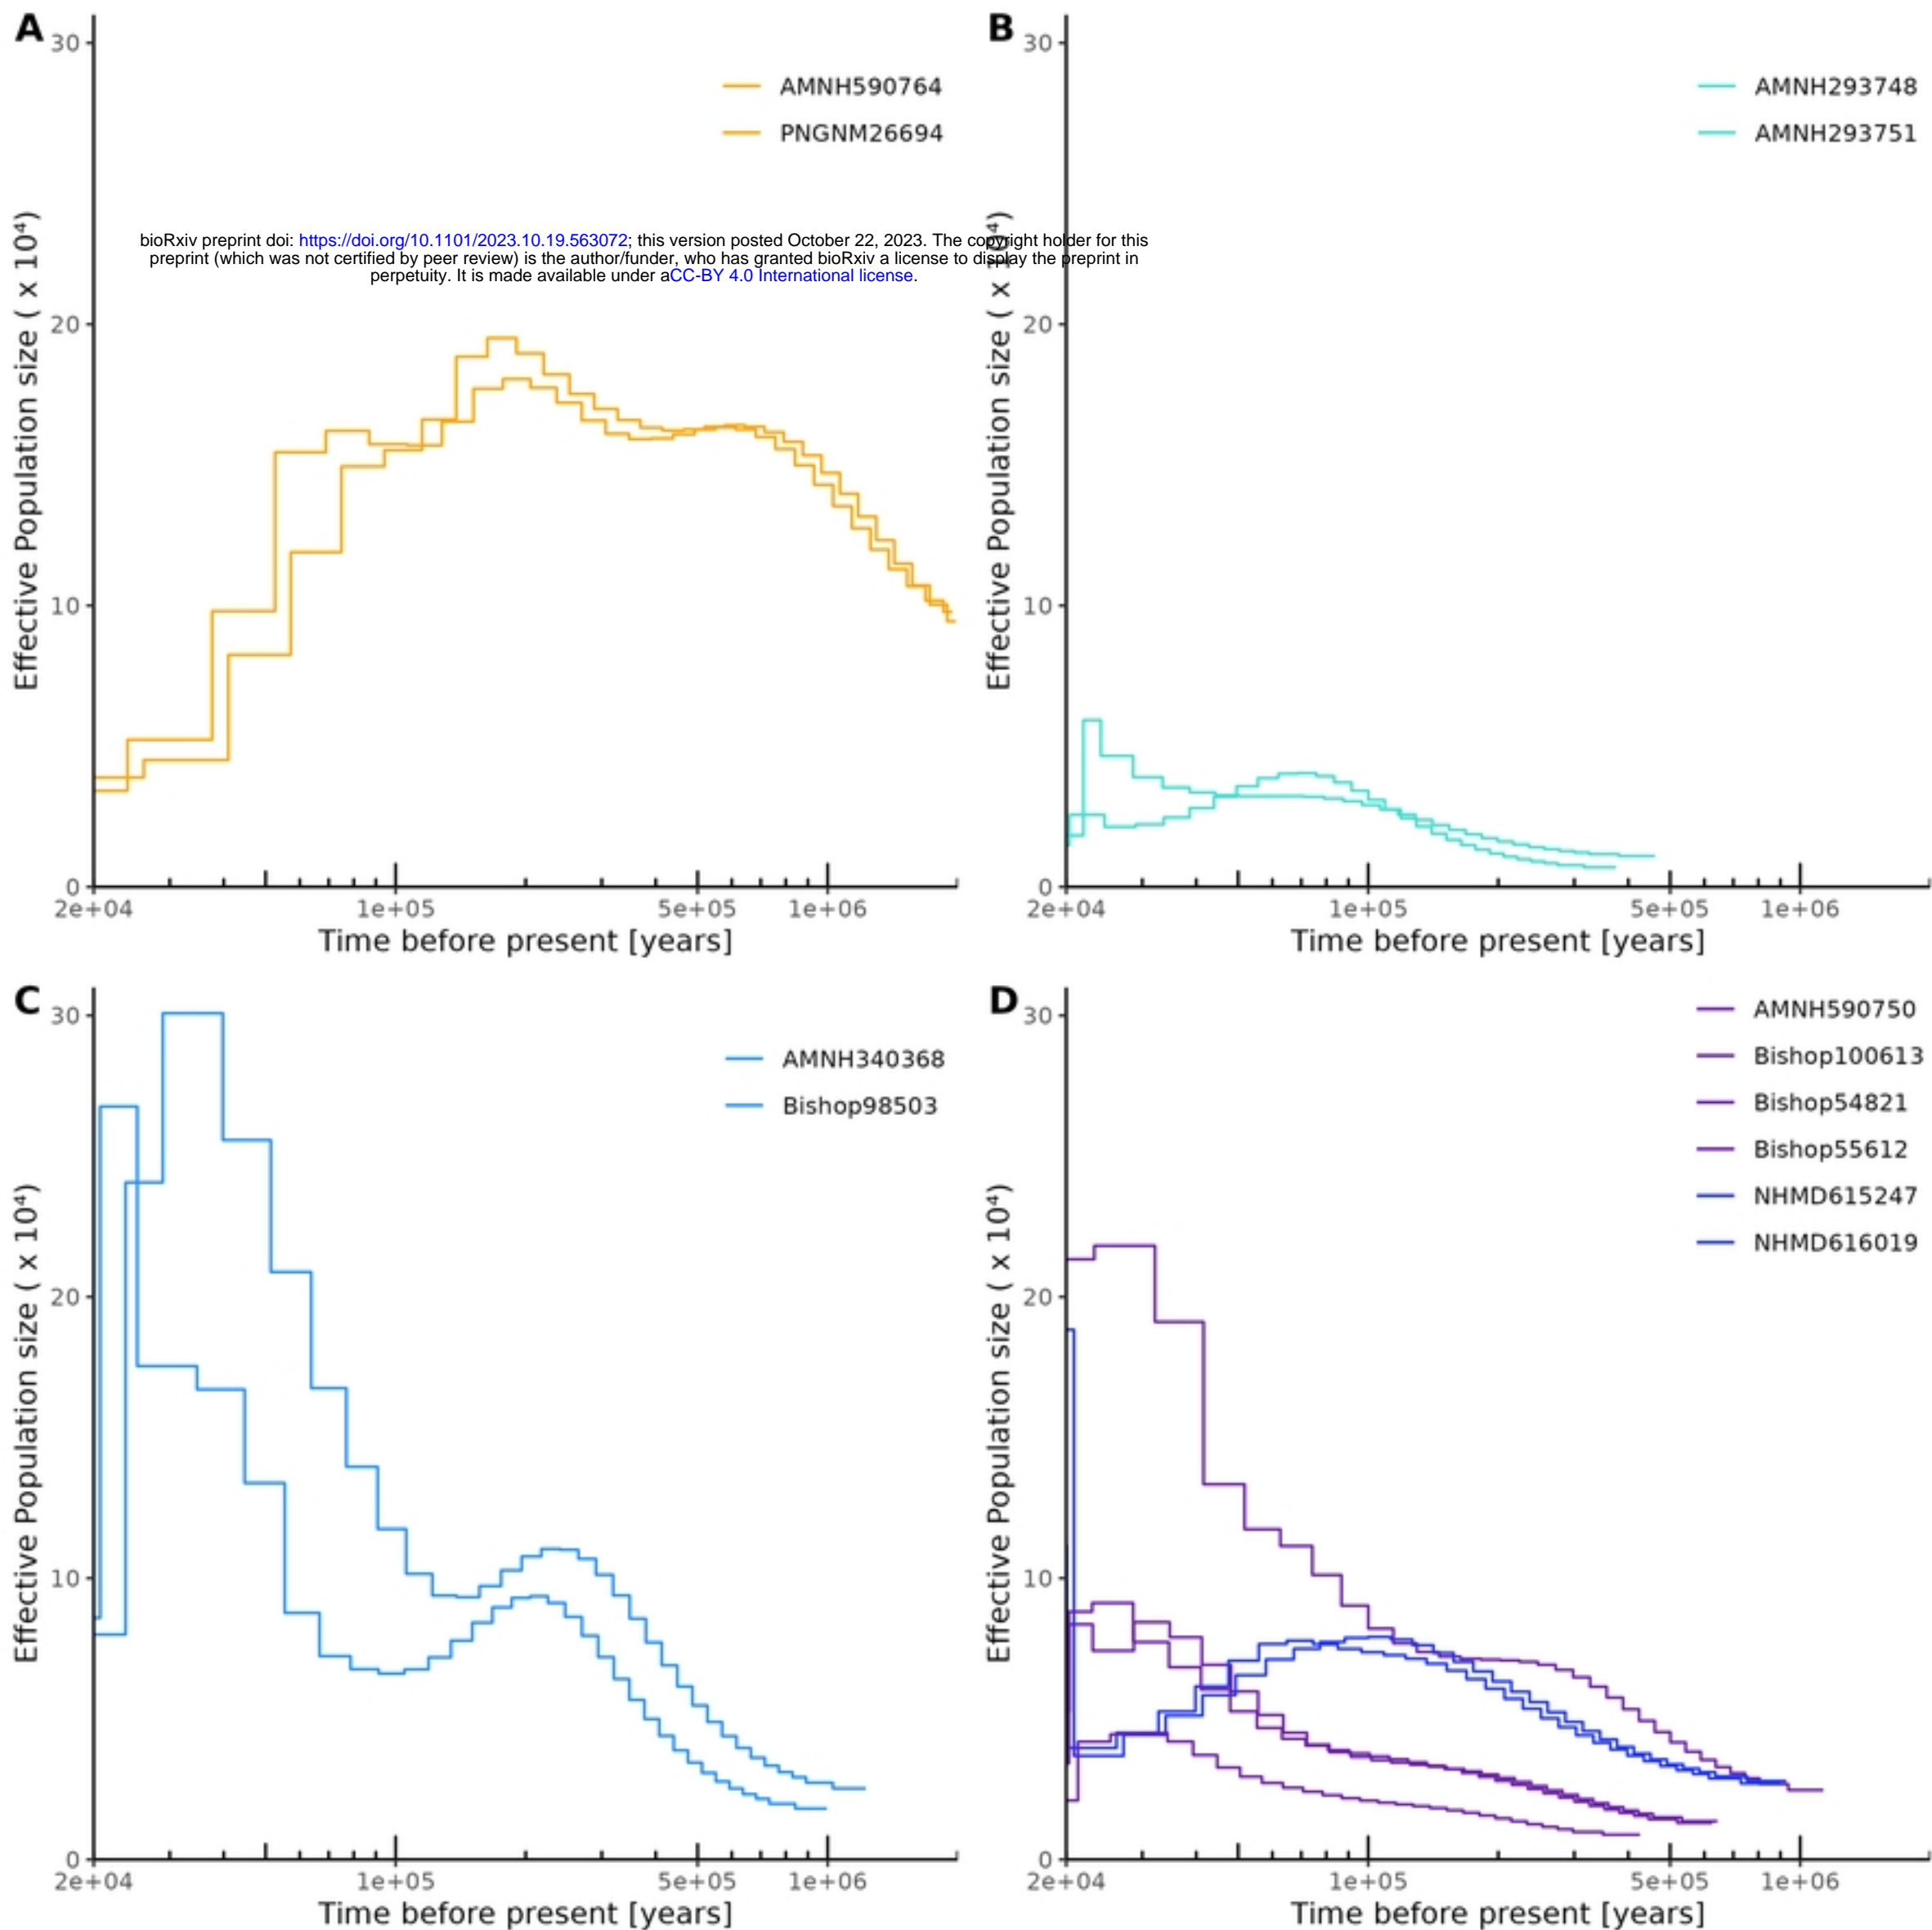 A
30
AMNH590764
PNGNM26694
bioRxiv preprint doi: https://doi.org/10.1101/2023.10.19.563072; this version posted October 22, 2023. The copyright holder for this
preprint (which was not certified by peer review) is the author/funder, who has granted bioRxiv a license to display the preprint in
perpetuity. It is made available under aCC-BY 4.0 International license.
Effective Population size ( x 10⁴)
20
10
0
2e+04 1e+05 5e+05 1e+06
Time before present [years]
B
30
AMNH293748
AMNH293751
Effective Population size ( x 10⁴)
20
10
0
2e+04 1e+05 5e+05 1e+06
Time before present [years]
C
30
AMNH340368
Bishop98503
Effective Population size ( x 10⁴)
20
10
0
2e+04 1e+05 5e+05 1e+06
Time before present [years]
D
30
AMNH590750
Bishop100613
Bishop54821
Bishop55612
NHMD615247
NHMD616019
Effective Population size ( x 10⁴)
20
10
0
2e+04 1e+05 5e+05 1e+06
Time before present [years]